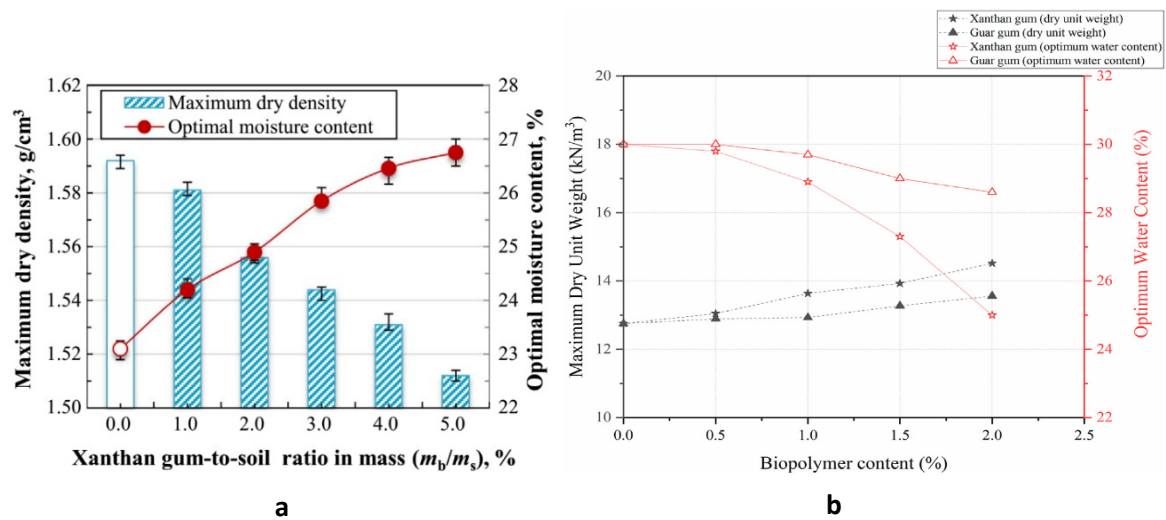 Maximum dry density
Optimal moisture content
Maximum dry density, g/cm³
1.62
1.60
1.58
1.56
1.54
1.52
1.50
Optimal moisture content, %
28
27
26
25
24
23
22
0.0 1.0 2.0 3.0 4.0 5.0
Xanthan gum-to-soil ratio in mass (mb/ms), %
a
Xanthan gum (dry unit weight)
Guar gum (dry unit weight)
Xanthan gum (optimum water content)
Guar gum (optimum water content)
Maximum Dry Unit Weight (kN/m³)
20
18
16
14
12
10
Optimum Water Content (%)
32
30
28
26
24
22
0.0 0.5 1.0 1.5 2.0 2.5
Biopolymer content (%)
b